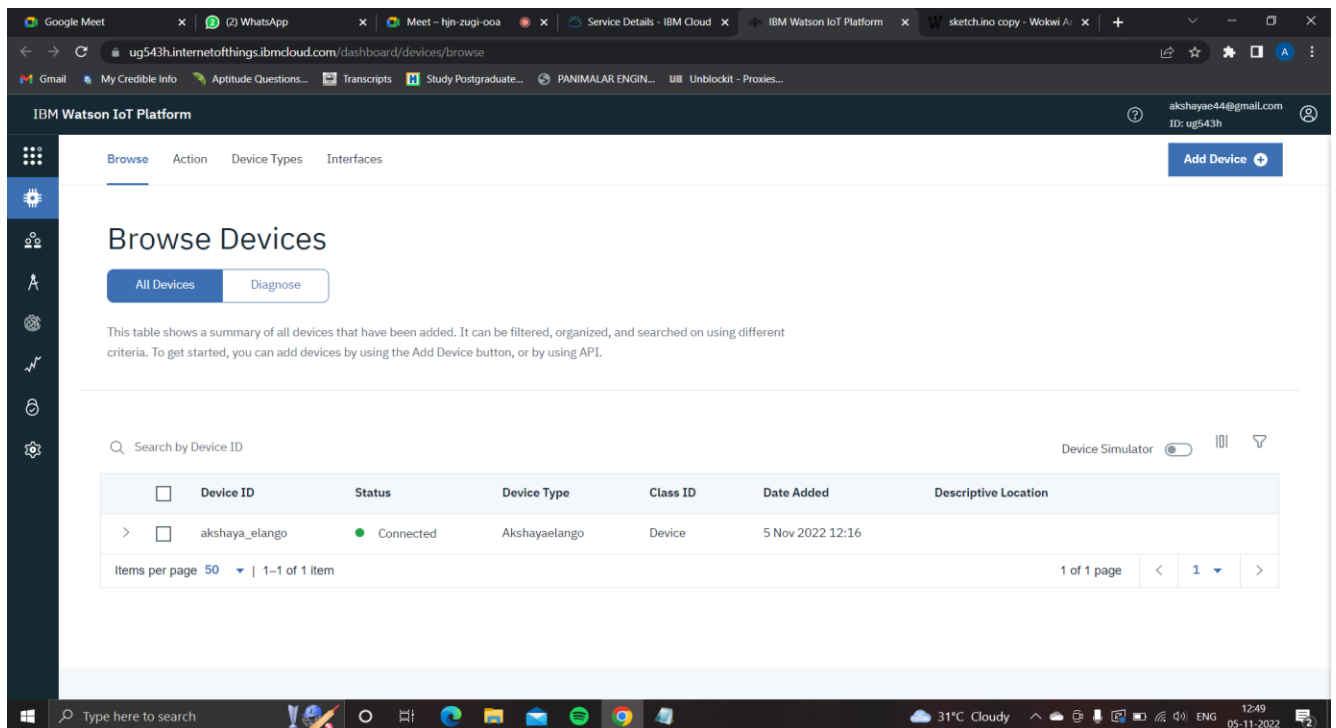 Google Meet
(2) WhatsApp
Meet – hjn-zugi-ooa
Service Details - IBM Cloud
IBM Watson IoT Platform
sketch.ino copy - Wokwi Ar
ug543h.internetofthings.ibmcloud.com/dashboard/devices/browse
A
Gmail
My Credible Info
Aptitude Questions...
Transcripts
Study Postgraduate...
PANIMALAR ENGIN...
Unblockit - Proxies...
IBM Watson IoT Platform
akshayae44@gmail.com
ID: ug543h
Browse Action Device Types Interfaces
Add Device
Browse Devices
All Devices Diagnose
This table shows a summary of all devices that have been added. It can be filtered, organized, and searched on using different
criteria. To get started, you can add devices by using the Add Device button, or by using API.
Search by Device ID
Device Simulator
Device ID Status Device Type Class ID Date Added Descriptive Location
akshaya_elango Connected Akshayaelango Device 5 Nov 2022 12:16
Items per page 50 | 1–1 of 1 item
1 of 1 page < 1 >
Type here to search
31°C Cloudy
ENG
12:49
05-11-2022
2